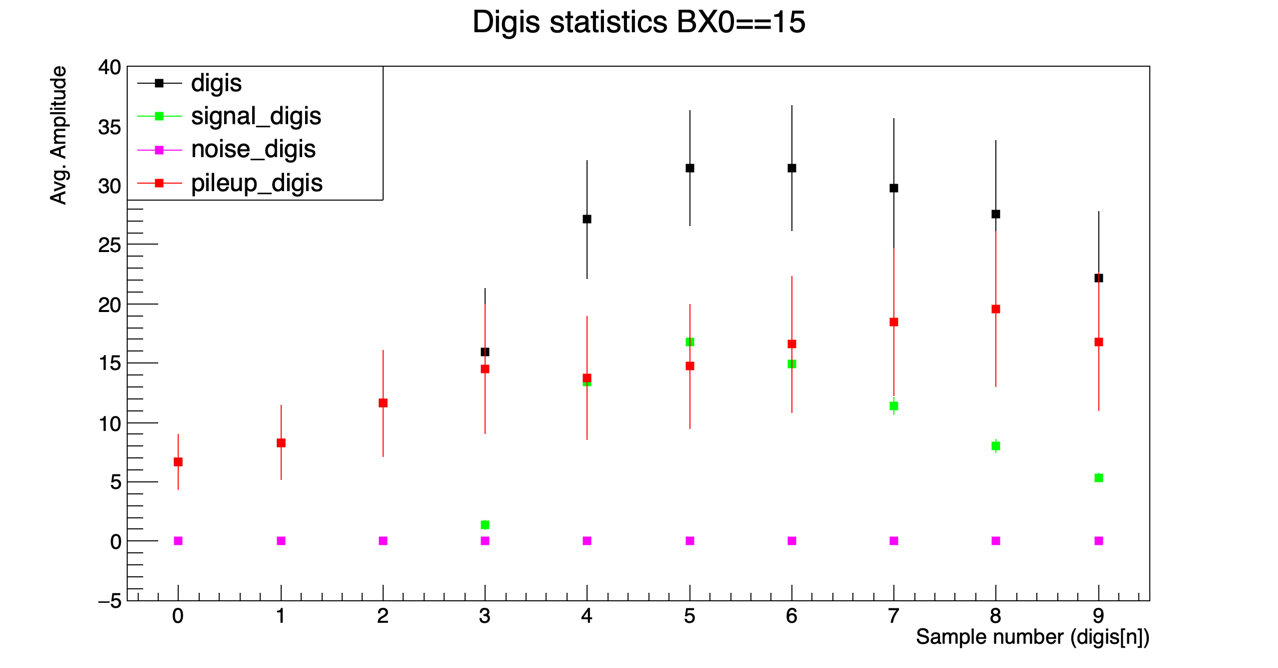 Digis statistics BX0==15
Avg. Amplitude
40
35
30
25
20
15
10
5
0
−5
digis
signal_digis
noise_digis
pileup_digis
0 1 2 3 4 5 6 7 8 9
Sample number (digis[n])